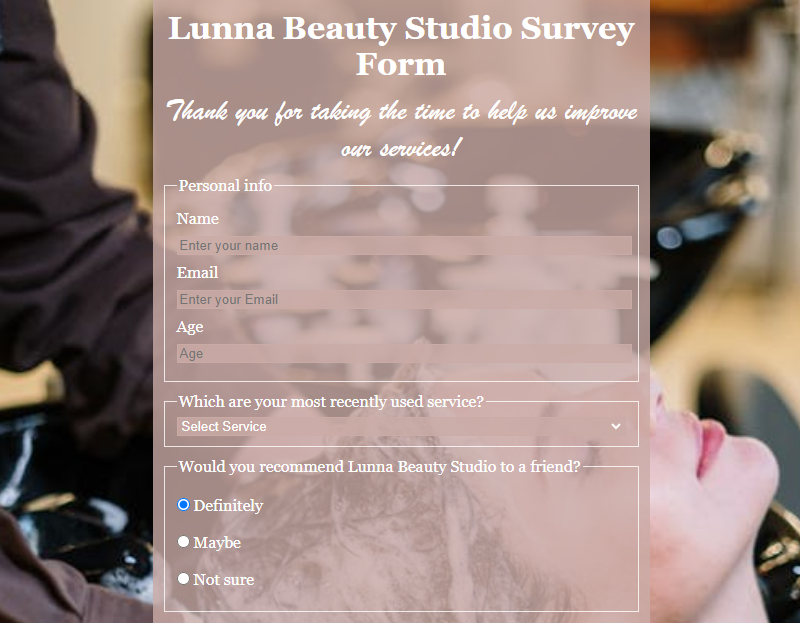 Lunna Beauty Studio Survey
Form
Thank you for taking the time to help us improve
our services!
Personal info
Name
Enter your name
Email
Enter your Email
Age
Age
Which are your most recently used service?
Select Service
Would you recommend Lunna Beauty Studio to a friend?
Definitely
Maybe
Not sure